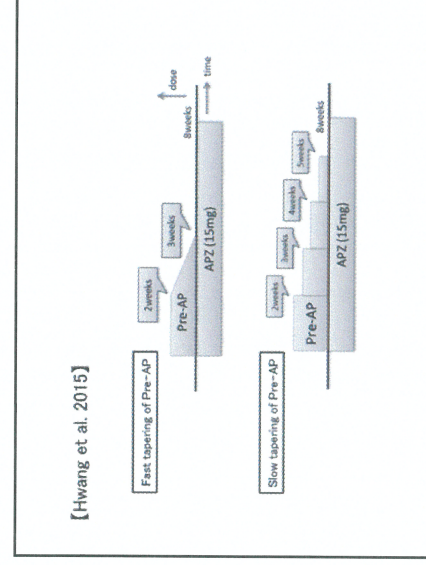 【Hwang et al. 2015】
Fast tapering of Pre-AP
2weeks
3weeks
dose
Pre-AP
8weeks
time
APZ (15mg)
Slow tapering of Pre-AP
2weeks
3weeks
4weeks
5weeks
Pre-AP
8weeks
APZ (15mg)